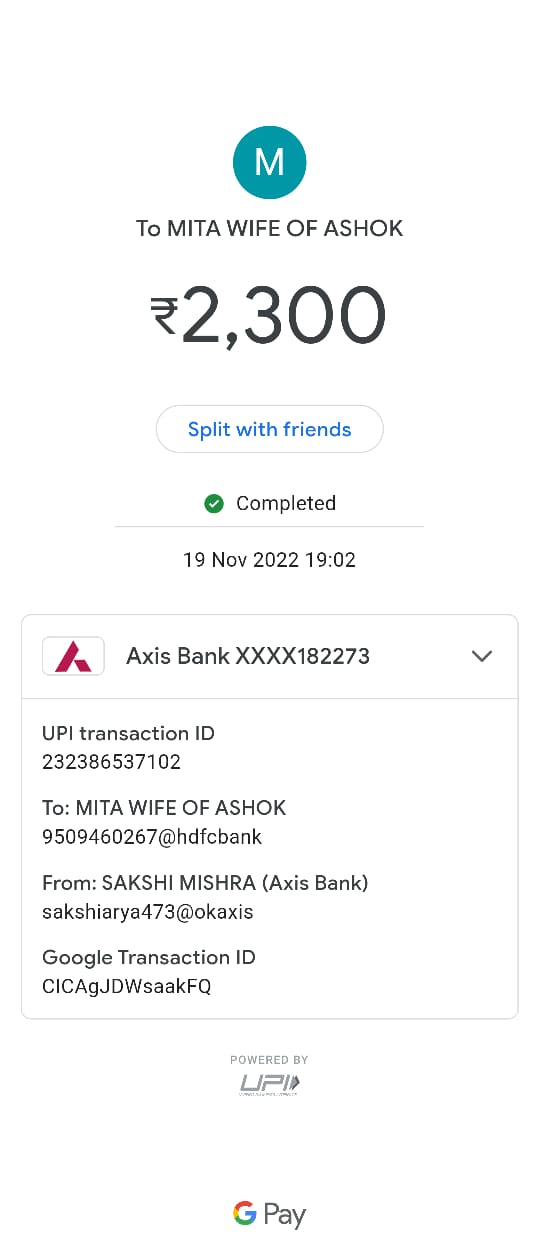 M
To MITA WIFE OF ASHOK
₹2,300
Split with friends
Completed
19 Nov 2022 19:02
Axis Bank XXXX182273
UPI transaction ID
232386537102
To: MITA WIFE OF ASHOK
9509460267@hdfcbank
From: SAKSHI MISHRA (Axis Bank)
sakshiarya473@okaxis
Google Transaction ID
CICAgJDWsaakFQ
POWERED BY
UPI
G Pay